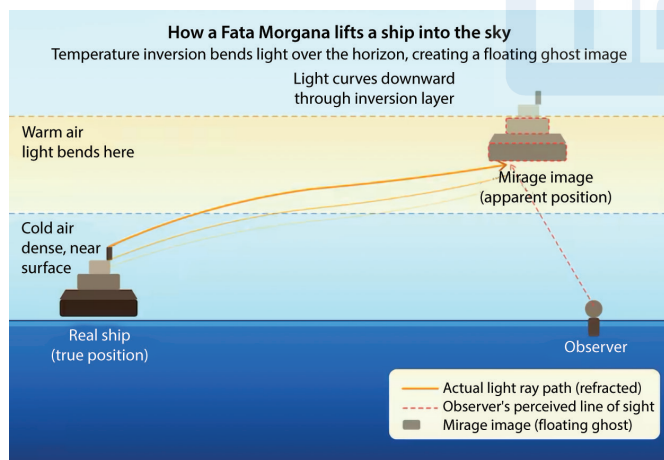 How a Fata Morgana lifts a ship into the sky
Temperature inversion bends light over the horizon, creating a floating ghost image
Light curves downward
through inversion layer
Warm air
light bends here
Mirage image
(apparent position)
Cold air
dense, near
surface
Real ship
(true position)
Observer
Actual light ray path (refracted)
Observer's perceived line of sight
Mirage image (floating ghost)